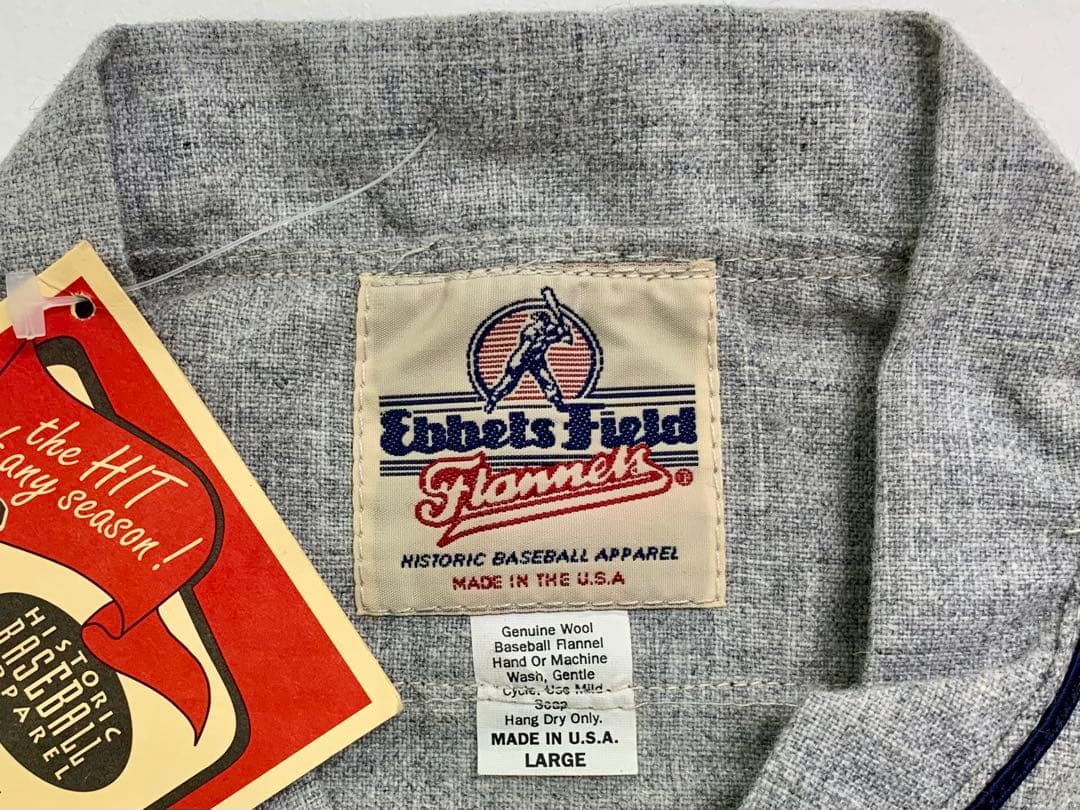 the HIT
any season!
HISTORIC
BASEBALL
APPAREL
Ebbets Field
Flannels ®
HISTORIC BASEBALL APPAREL
MADE IN THE U.S.A
Genuine Wool
Baseball Flannel
Hand Or Machine
Wash, Gentle
Cycle, Use Mild
Soap
Hang Dry Only.
MADE IN U.S.A.
LARGE